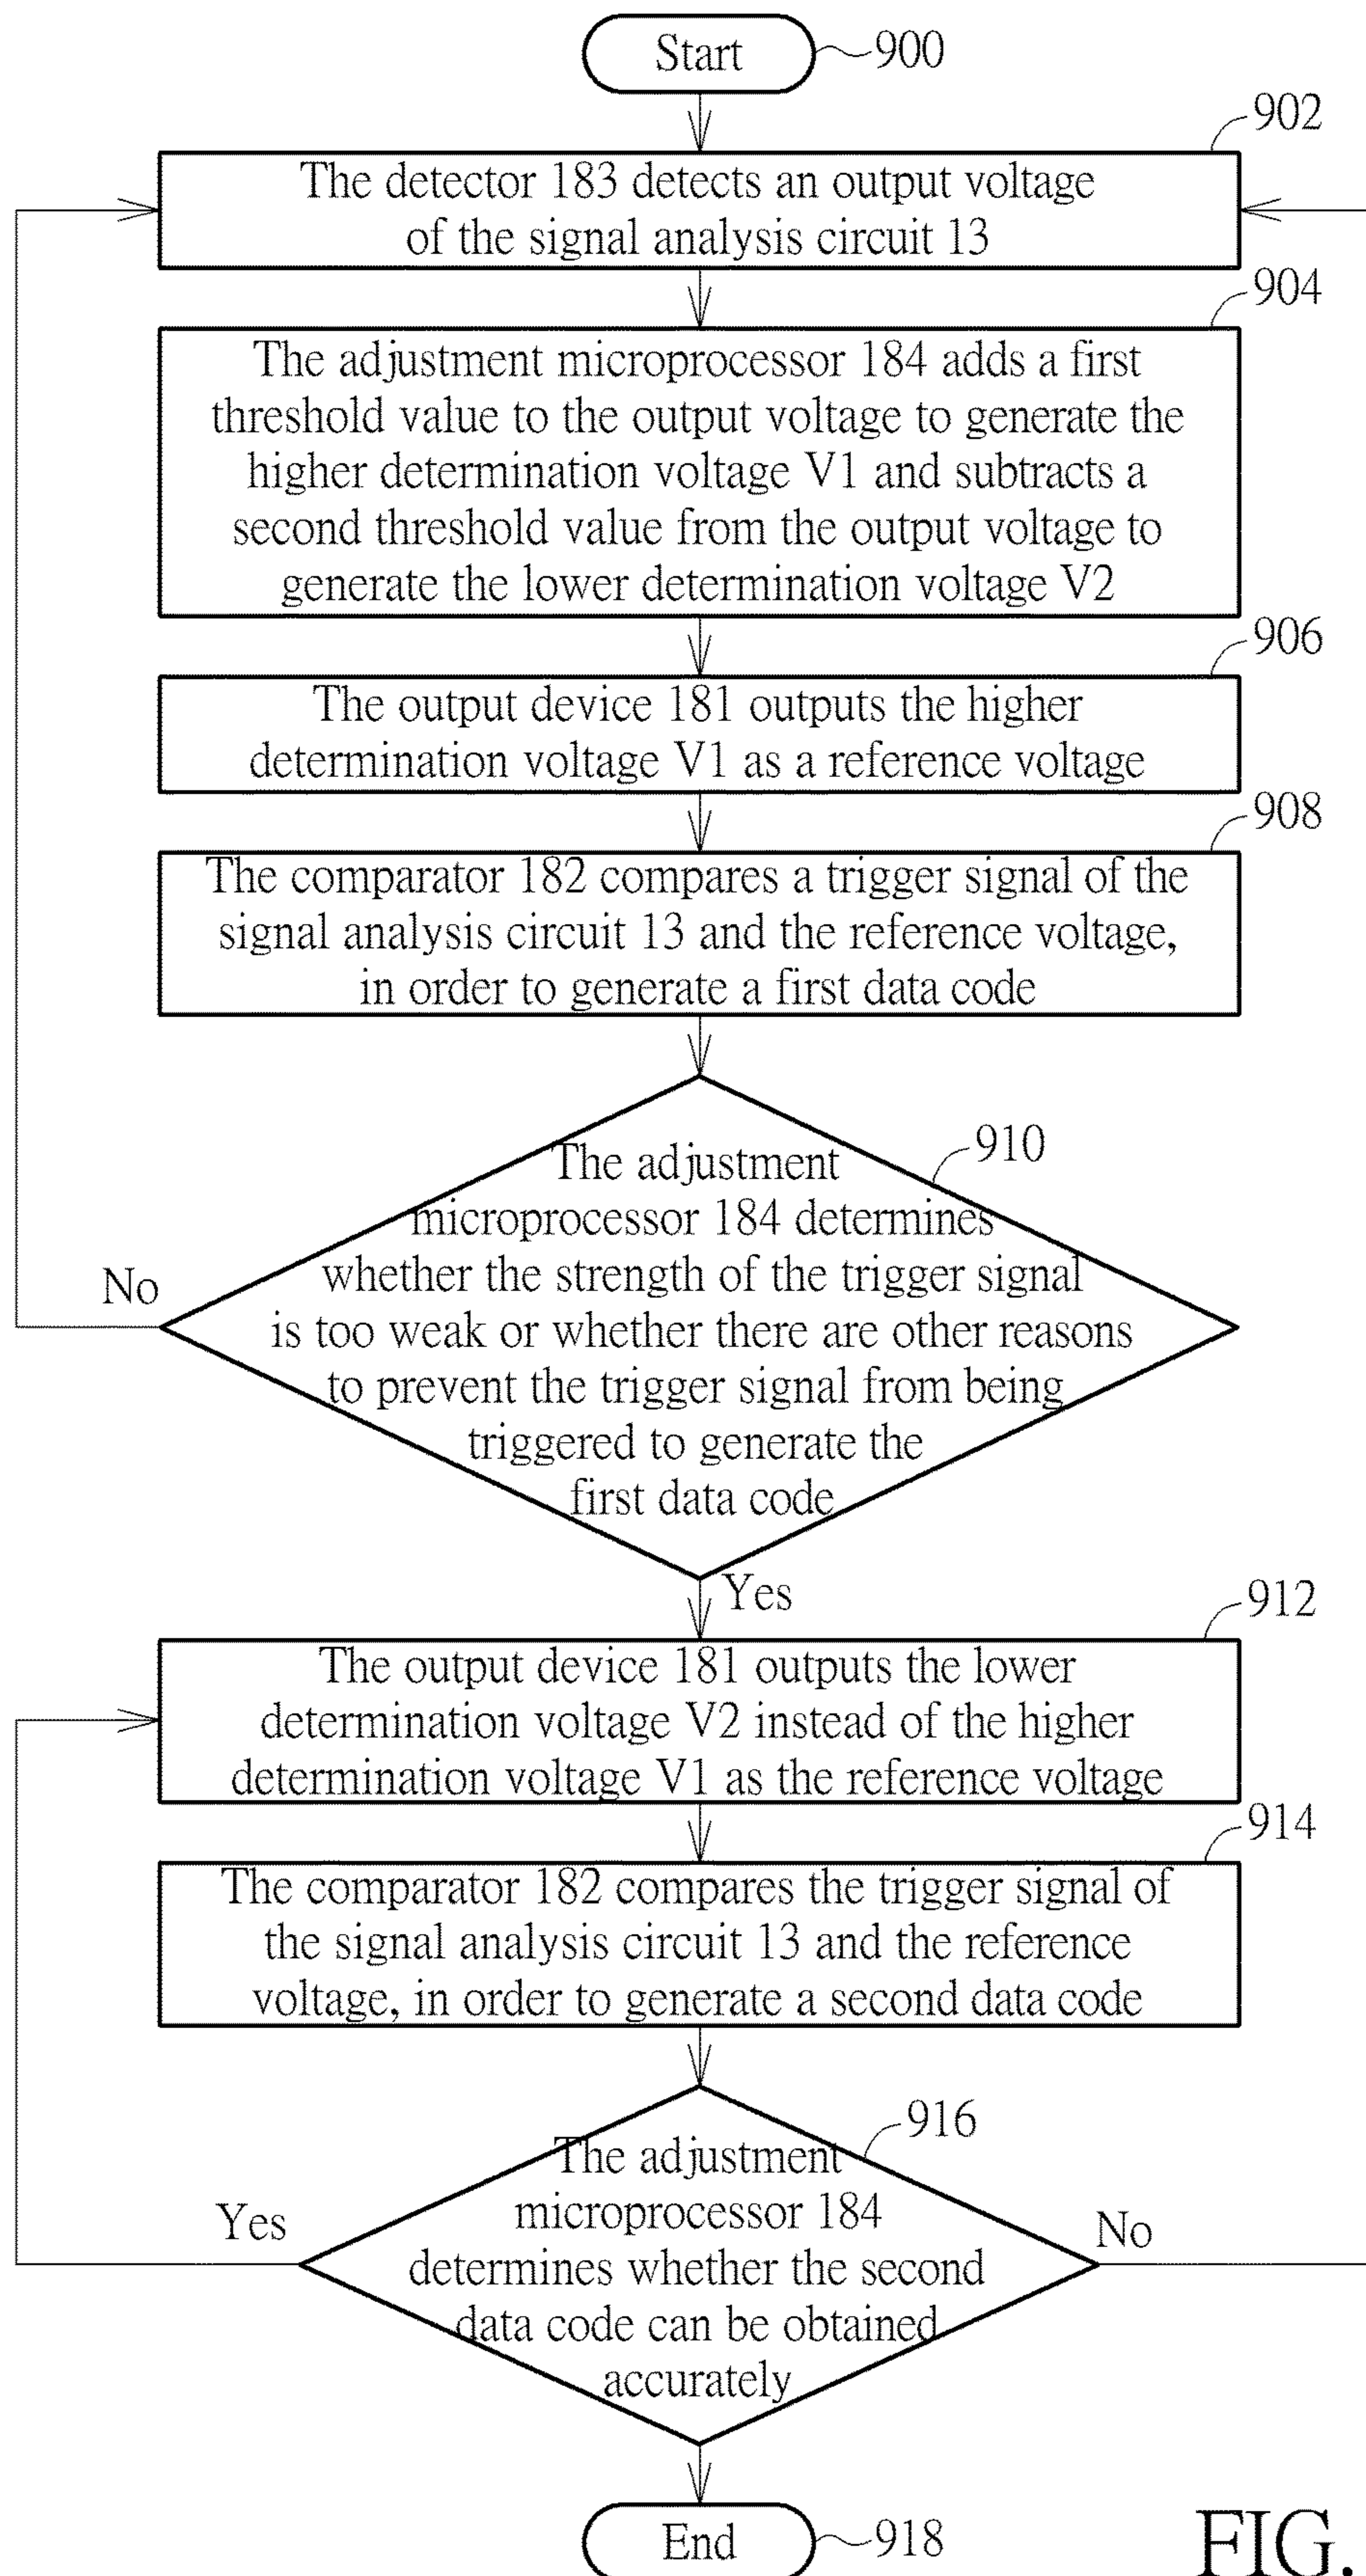 Start
900
902
The detector 183 detects an output voltage
of the signal analysis circuit 13
904
The adjustment microprocessor 184 adds a first
threshold value to the output voltage to generate the
higher determination voltage V1 and subtracts a
second threshold value from the output voltage to
generate the lower determination voltage V2
906
The output device 181 outputs the higher
determination voltage V1 as a reference voltage
908
The comparator 182 compares a trigger signal of the
signal analysis circuit 13 and the reference voltage,
in order to generate a first data code
910
The adjustment
microprocessor 184 determines
whether the strength of the trigger signal
is too weak or whether there are other reasons
to prevent the trigger signal from being
triggered to generate the
first data code
No
Yes
912
The output device 181 outputs the lower
determination voltage V2 instead of the higher
determination voltage V1 as the reference voltage
914
The comparator 182 compares the trigger signal of
the signal analysis circuit 13 and the reference
voltage, in order to generate a second data code
916
The adjustment
microprocessor 184
determines whether the second
data code can be obtained
accurately
Yes
No
End
918
FIG.